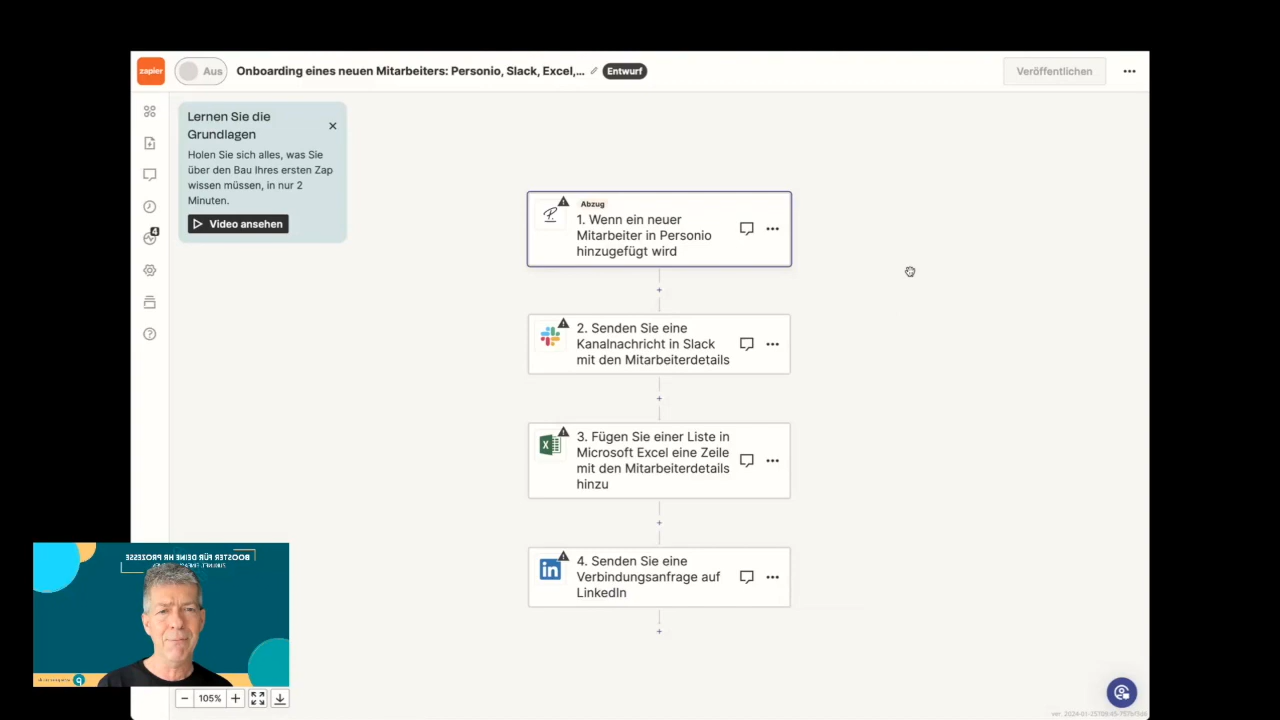 zapier
Aus
Onboarding eines neuen Mitarbeiters: Personio, Slack, Excel,...
Entwurf
Veröffentlichen
Lernen Sie die
Grundlagen
Holen Sie sich alles, was Sie
über den Bau Ihres ersten Zap
wissen müssen, in nur 2
Minuten.
Video ansehen
4
Abzug
1. Wenn ein neuer
Mitarbeiter in Personio
hinzugefügt wird
2. Senden Sie eine
Kanalnachricht in Slack
mit den Mitarbeiterdetails
3. Fügen Sie einer Liste in
Microsoft Excel eine Zeile
mit den Mitarbeiterdetails
hinzu
4. Senden Sie eine
Verbindungsanfrage auf
LinkedIn
BOOSTER FÜR DEINE HR PROZESSE
105%